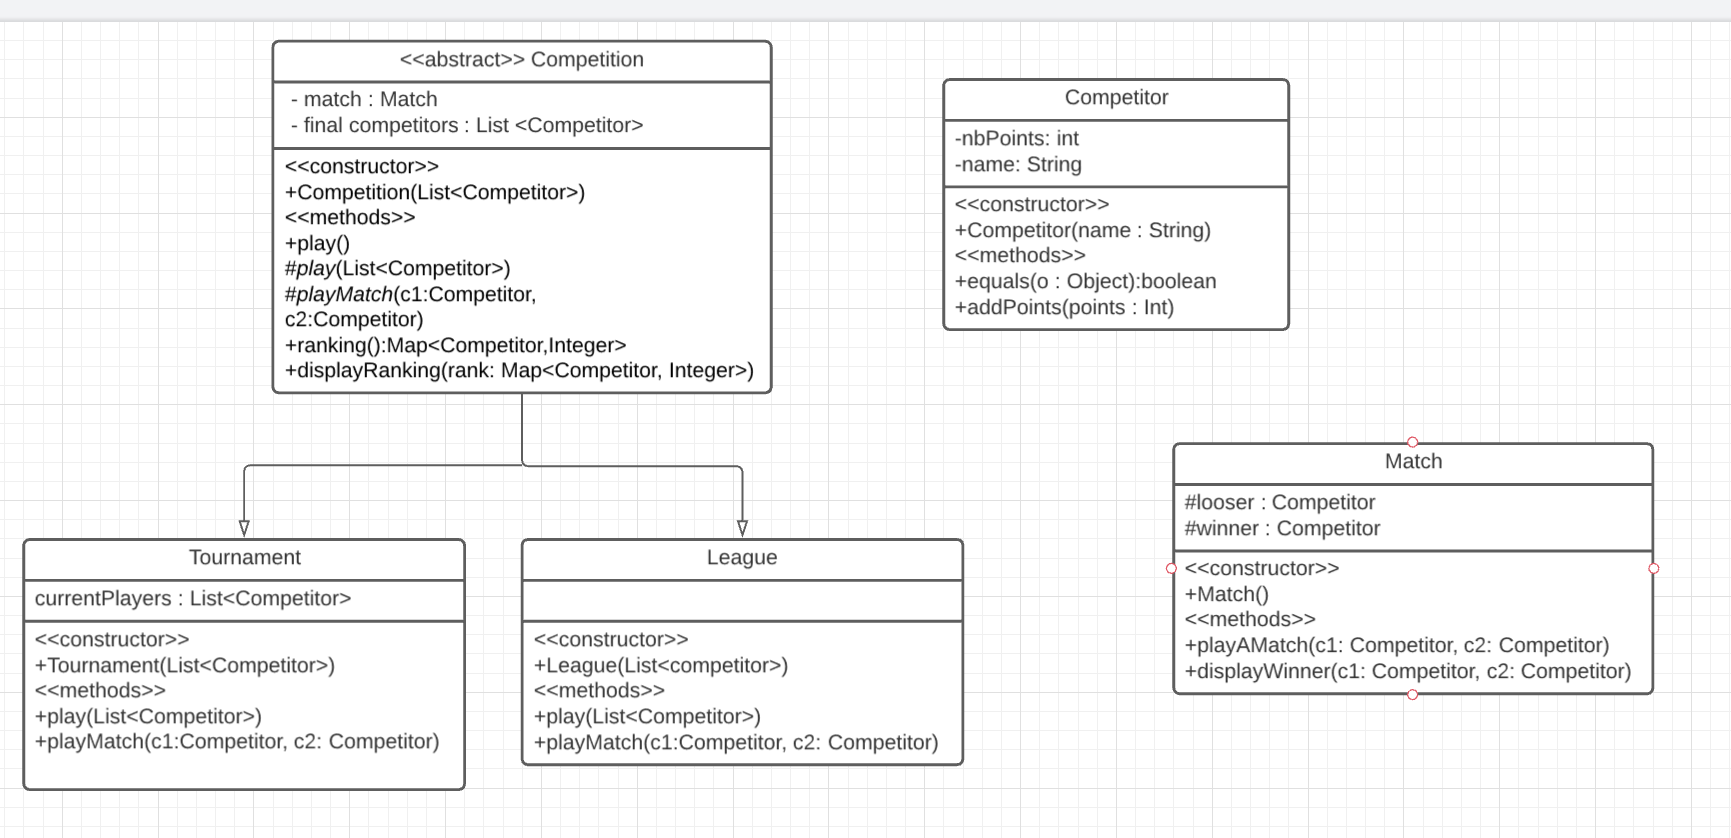 <<abstract>> Competition
- match : Match
- final competitors : List <Competitor>
<<constructor>>
+Competition(List<Competitor>)
<<methods>>
+play()
#play(List<Competitor>)
#playMatch(c1:Competitor,
c2:Competitor)
+ranking():Map<Competitor,Integer>
+displayRanking(rank: Map<Competitor, Integer>)
Competitor
-nbPoints: int
-name: String
<<constructor>>
+Competitor(name : String)
<<methods>>
+equals(o : Object):boolean
+addPoints(points : Int)
Match
#looser : Competitor
#winner : Competitor
<<constructor>>
+Match()
<<methods>>
+playAMatch(c1: Competitor, c2: Competitor)
+displayWinner(c1: Competitor, c2: Competitor)
Tournament
currentPlayers : List<Competitor>
<<constructor>>
+Tournament(List<Competitor>)
<<methods>>
+play(List<Competitor>)
+playMatch(c1:Competitor, c2: Competitor)
League
<<constructor>>
+League(List<competitor>)
<<methods>>
+play(List<Competitor>)
+playMatch(c1:Competitor, c2: Competitor)